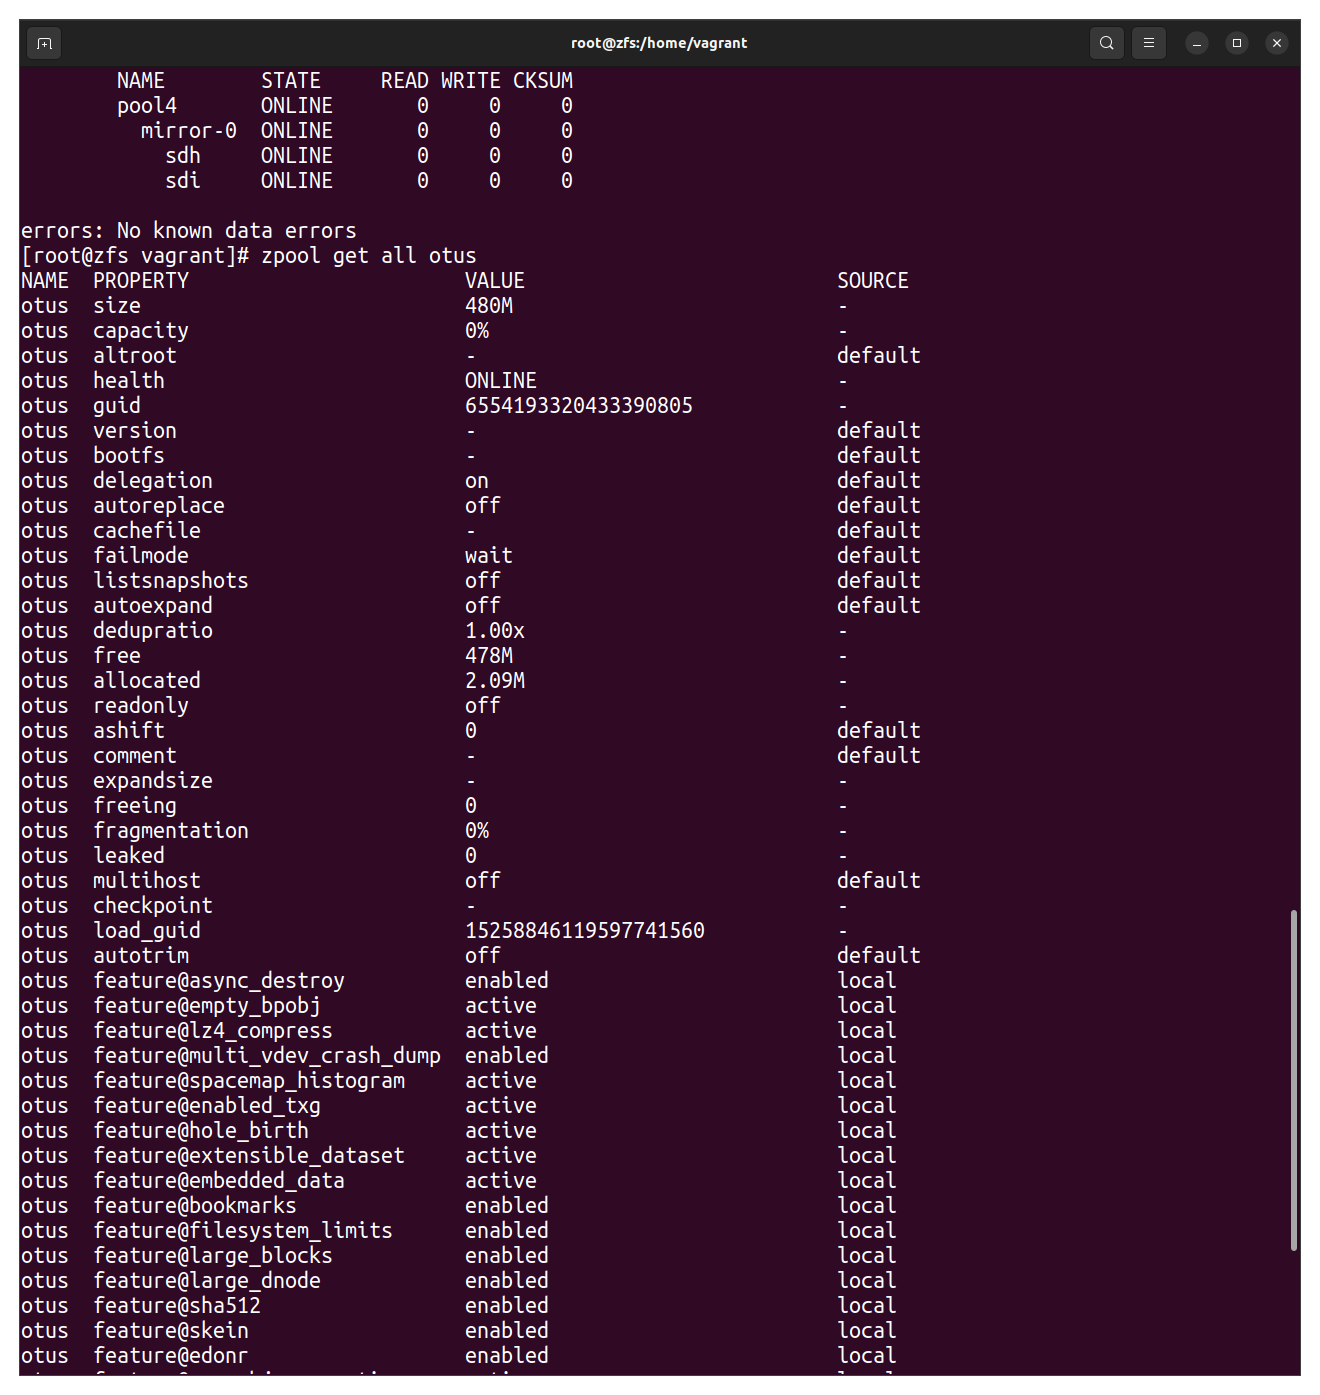 root@zfs:/home/vagrant
NAME        STATE     READ WRITE CKSUM
pool4       ONLINE       0     0     0
mirror-0  ONLINE       0     0     0
sdh     ONLINE       0     0     0
sdi     ONLINE       0     0     0
errors: No known data errors
[root@zfs vagrant]# zpool get all otus
NAME  PROPERTY                       VALUE                          SOURCE
otus  size                           480M                           -
otus  capacity                       0%                             -
otus  altroot                        -                              default
otus  health                         ONLINE                         -
otus  guid                           6554193320433390805            -
otus  version                        -                              default
otus  bootfs                         -                              default
otus  delegation                     on                             default
otus  autoreplace                    off                            default
otus  cachefile                      -                              default
otus  failmode                       wait                           default
otus  listsnapshots                  off                            default
otus  autoexpand                     off                            default
otus  dedupratio                     1.00x                          -
otus  free                           478M                           -
otus  allocated                      2.09M                          -
otus  readonly                       off                            -
otus  ashift                         0                              default
otus  comment                        -                              default
otus  expandsize                     -                              -
otus  freeing                        0                              -
otus  fragmentation                  0%                             -
otus  leaked                         0                              -
otus  multihost                      off                            default
otus  checkpoint                     -                              -
otus  load_guid                      15258846119597741560           -
otus  autotrim                       off                            default
otus  feature@async_destroy          enabled                        local
otus  feature@empty_bpobj            active                         local
otus  feature@lz4_compress           active                         local
otus  feature@multi_vdev_crash_dump  enabled                        local
otus  feature@spacemap_histogram     active                         local
otus  feature@enabled_txg            active                         local
otus  feature@hole_birth             active                         local
otus  feature@extensible_dataset     active                         local
otus  feature@embedded_data          active                         local
otus  feature@bookmarks              enabled                        local
otus  feature@filesystem_limits      enabled                        local
otus  feature@large_blocks           enabled                        local
otus  feature@large_dnode            enabled                        local
otus  feature@sha512                 enabled                        local
otus  feature@skein                  enabled                        local
otus  feature@edonr                  enabled                        local